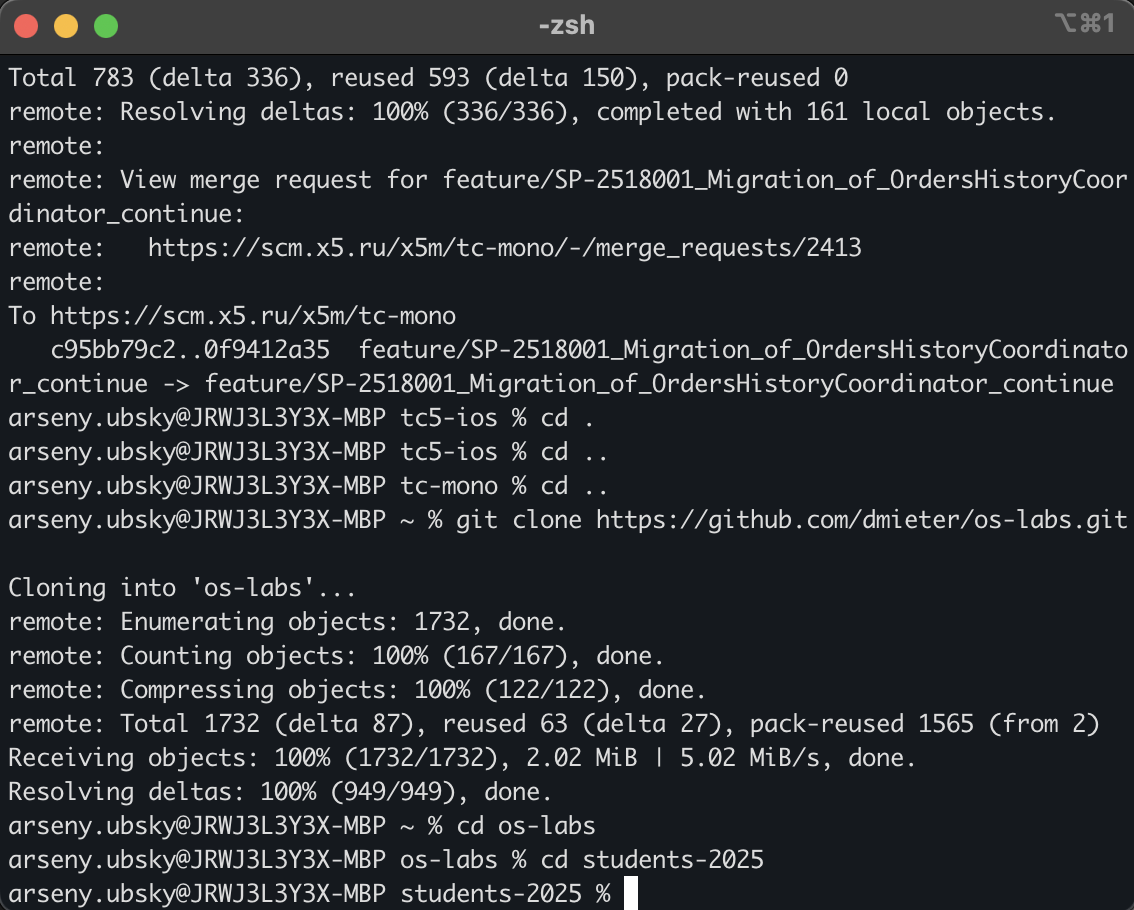 -zsh
⌥⌘1
Total 783 (delta 336), reused 593 (delta 150), pack-reused 0
remote: Resolving deltas: 100% (336/336), completed with 161 local objects.
remote:
remote: View merge request for feature/SP-2518001_Migration_of_OrdersHistoryCoor
dinator_continue:
remote:   https://scm.x5.ru/x5m/tc-mono/-/merge_requests/2413
remote:
To https://scm.x5.ru/x5m/tc-mono
   c95bb79c2..0f9412a35  feature/SP-2518001_Migration_of_OrdersHistoryCoordinato
r_continue -> feature/SP-2518001_Migration_of_OrdersHistoryCoordinator_continue
arseny.ubsky@JRWJ3L3Y3X-MBP tc5-ios % cd .
arseny.ubsky@JRWJ3L3Y3X-MBP tc5-ios % cd ..
arseny.ubsky@JRWJ3L3Y3X-MBP tc-mono % cd ..
arseny.ubsky@JRWJ3L3Y3X-MBP ~ % git clone https://github.com/dmieter/os-labs.git

Cloning into 'os-labs'...
remote: Enumerating objects: 1732, done.
remote: Counting objects: 100% (167/167), done.
remote: Compressing objects: 100% (122/122), done.
remote: Total 1732 (delta 87), reused 63 (delta 27), pack-reused 1565 (from 2)
Receiving objects: 100% (1732/1732), 2.02 MiB | 5.02 MiB/s, done.
Resolving deltas: 100% (949/949), done.
arseny.ubsky@JRWJ3L3Y3X-MBP ~ % cd os-labs
arseny.ubsky@JRWJ3L3Y3X-MBP os-labs % cd students-2025
arseny.ubsky@JRWJ3L3Y3X-MBP students-2025 %